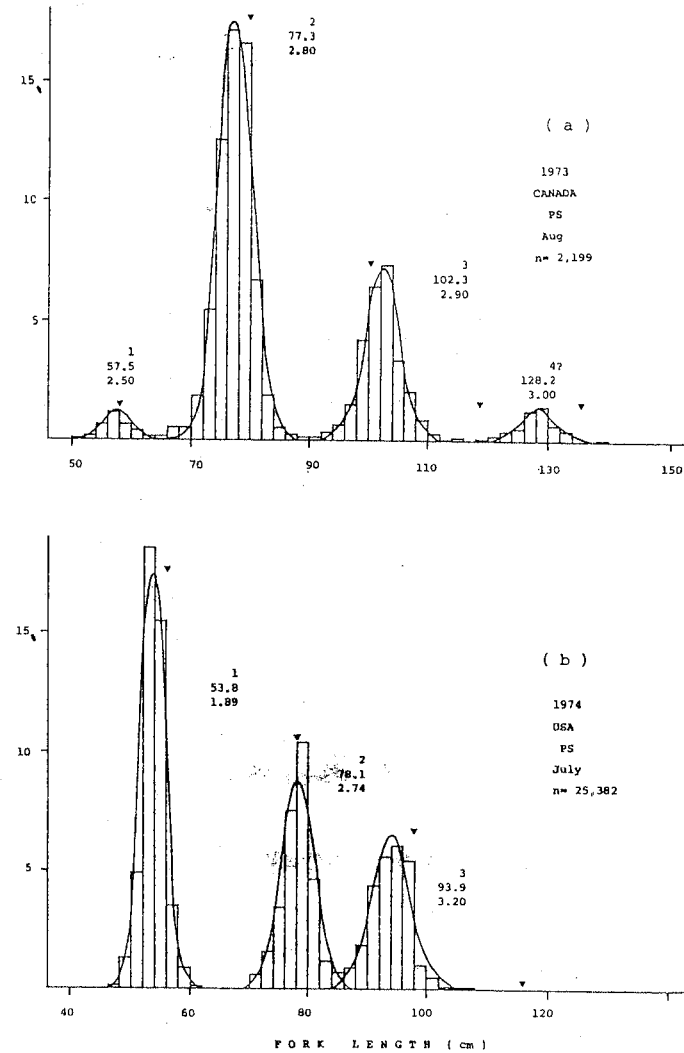 2
77.3
2.80
15
%
( a )
10
1973
CANADA
PS
Aug
n= 2,199
3
102.3
2.90
5
1
57.5
2.50
4?
128.2
3.00
50 70 90 110 130 150
15
%
1
53.8
1.89
( b )
1974
USA
PS
July
n= 25,382
10
2
78.1
2.74
5
3
93.9
3.20
40 60 80 100 120
FORK LENGTH ( cm )